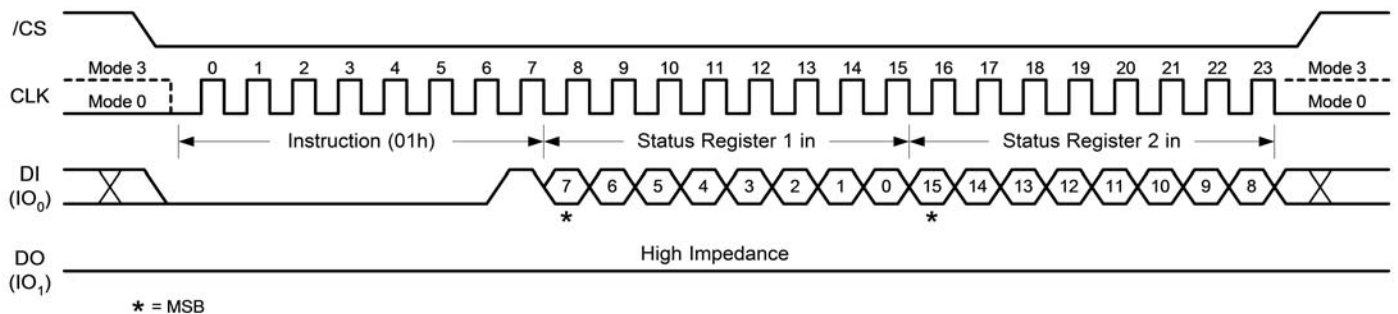 /CS
Mode 3 0 1 2 3 4 5 6 7 8 9 10 11 12 13 14 15 16 17 18 19 20 21 22 23 Mode 3
CLK Mode 0 Mode 0
Instruction (01h) Status Register 1 in Status Register 2 in
DI
(IO₀) 7 6 5 4 3 2 1 0 15 14 13 12 11 10 9 8
* *
High Impedance
DO
(IO₁)
* = MSB